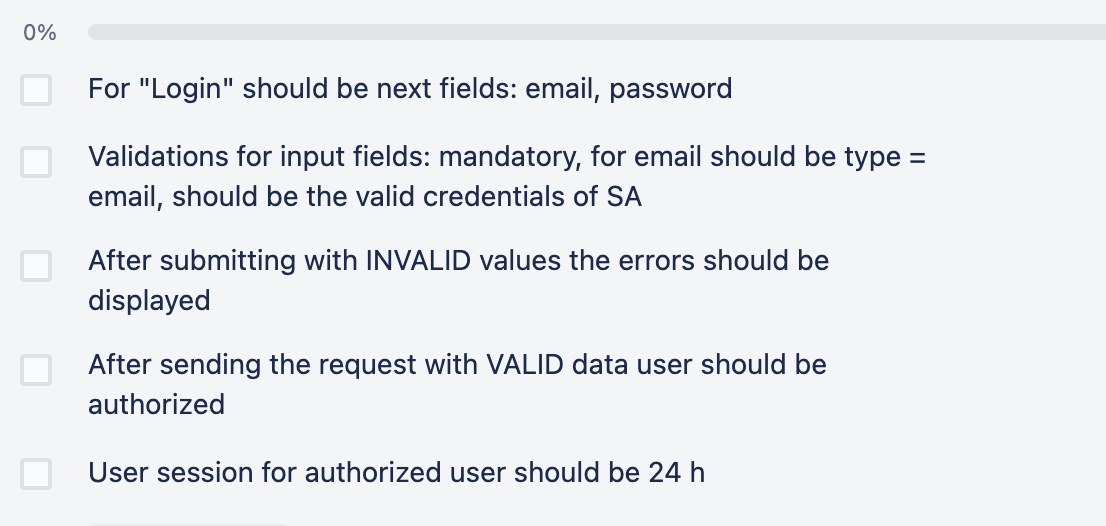 0%
For "Login" should be next fields: email, password
Validations for input fields: mandatory, for email should be type =
email, should be the valid credentials of SA
After submitting with INVALID values the errors should be
displayed
After sending the request with VALID data user should be
authorized
User session for authorized user should be 24 h